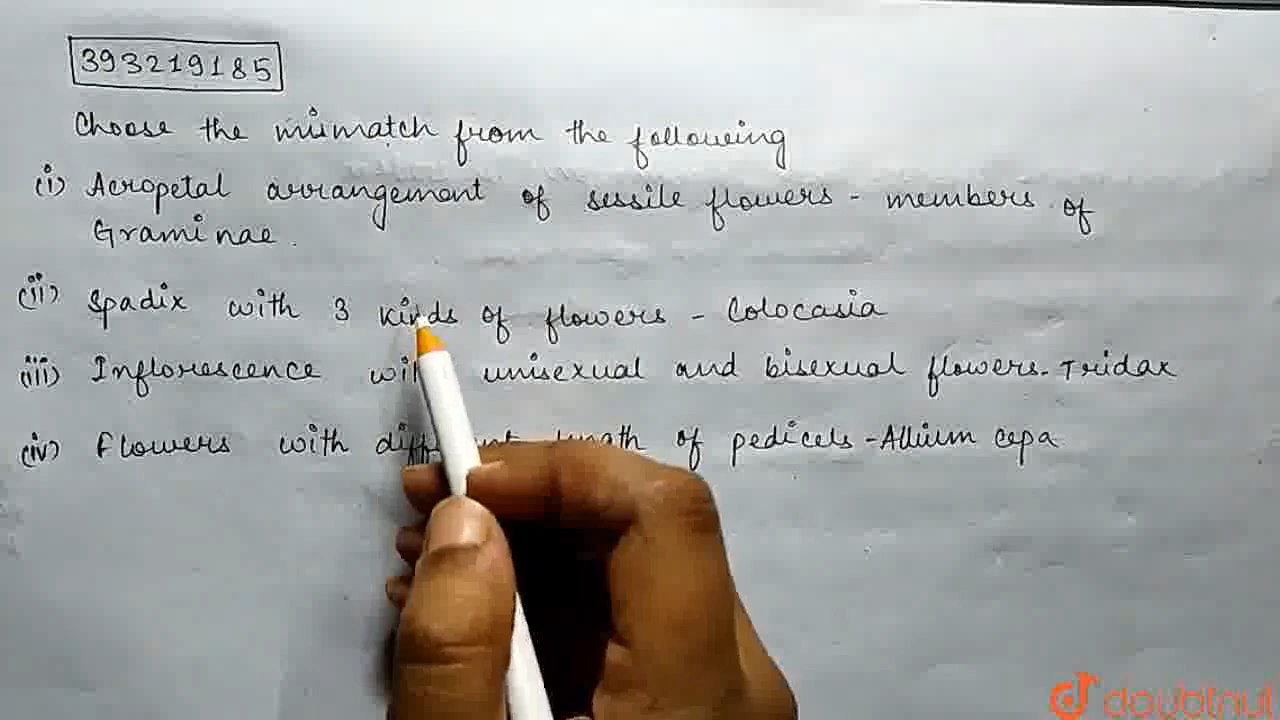 393219185
Choose the mismatch from the following
(i) Acropetal arrangement of sessile flowers - members of
Graminae.
(ii) Spadix with 3 kinds of flowers - Colocasia
(iii) Inflorescence unisexual and bisexual flowers. Tridax
(iv) Flowers with of pedicels - Allium cepa
doubtnut